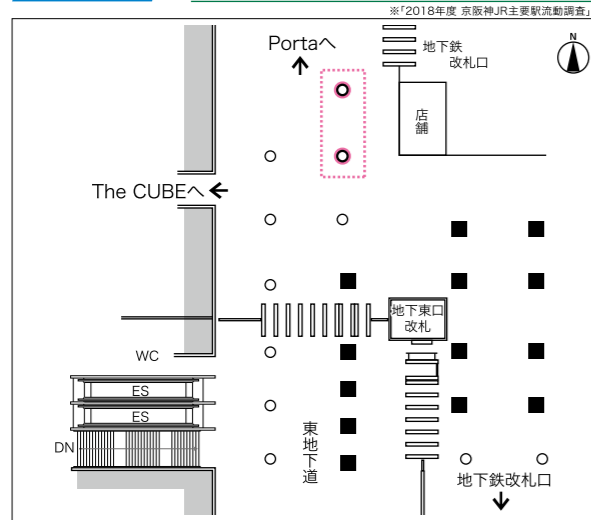 ※「2018年度 京阪神JR主要駅流動調査」
Portaへ
地下鉄
改札口
N
店舗
The CUBEへ
地下東口
改札
WC
ES
ES
DN
東地下道
地下鉄改札口